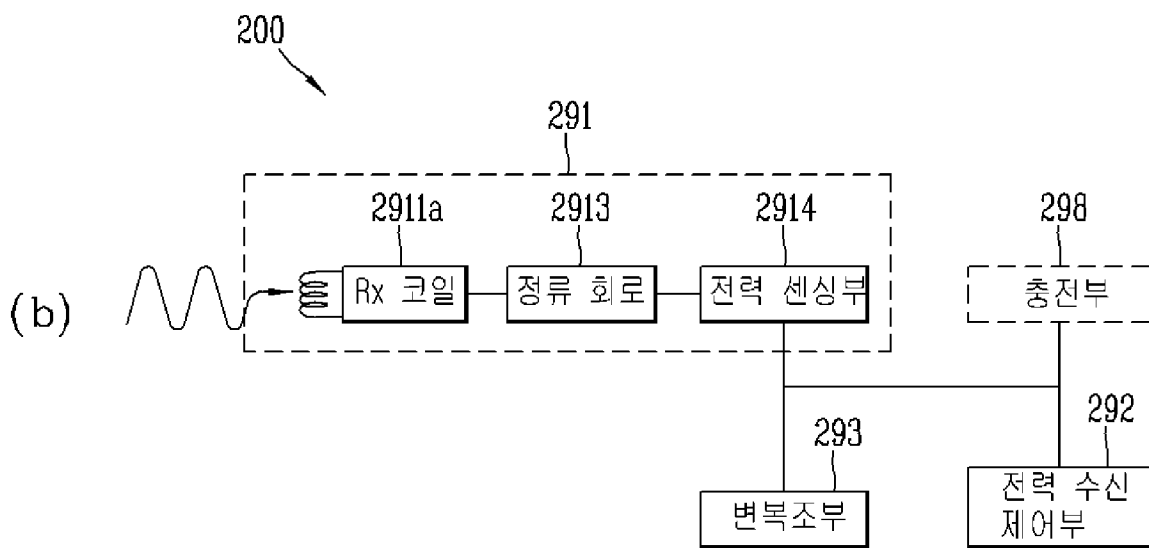 200
291
2911a
2913
2914
298
(b)
Rx 코일
정류 회로
전력 센싱부
충전부
293
292
변복조부
전력 수신
제어부